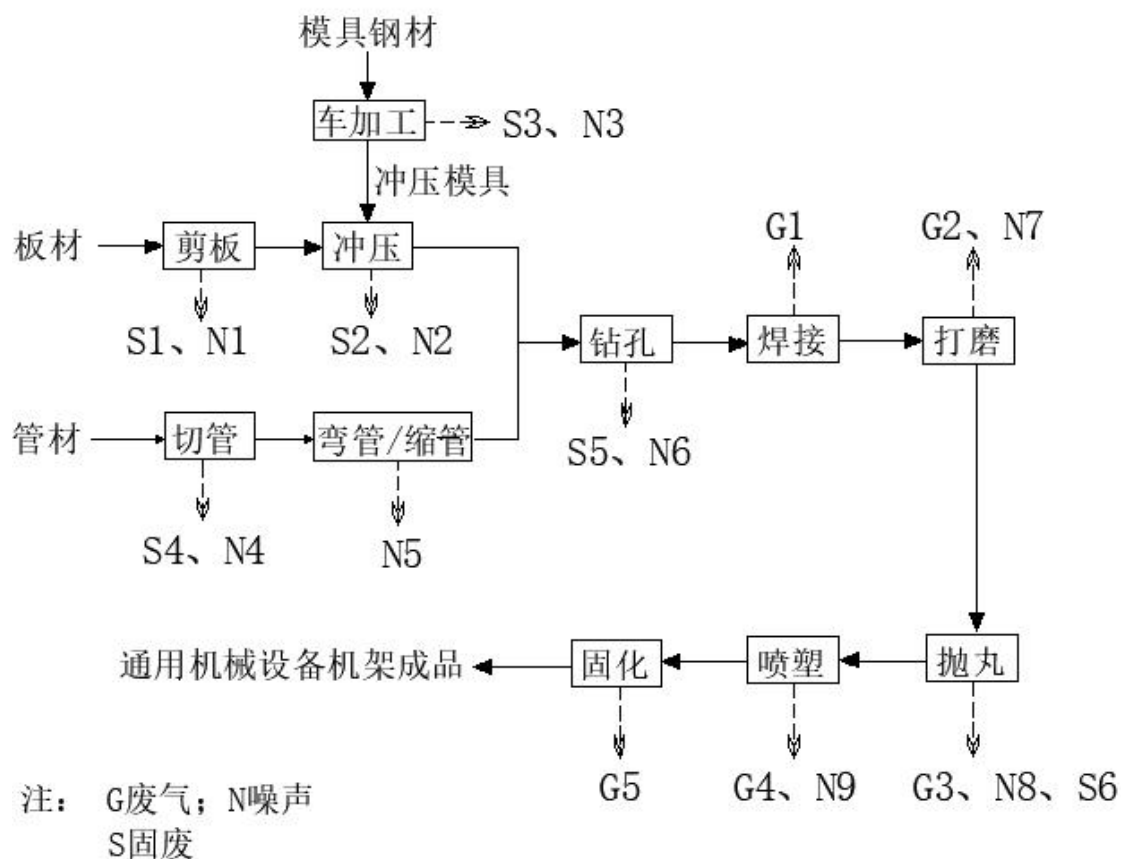 模具钢材
车加工
S3、N3
冲压模具
板材
剪板
冲压
G1
G2、N7
S1、N1
S2、N2
钻孔
焊接
打磨
管材
切管
弯管/缩管
S5、N6
S4、N4
N5
通用机械设备机架成品
固化
喷塑
抛丸
G5
G4、N9
G3、N8、S6
注： G废气；N噪声
S固废